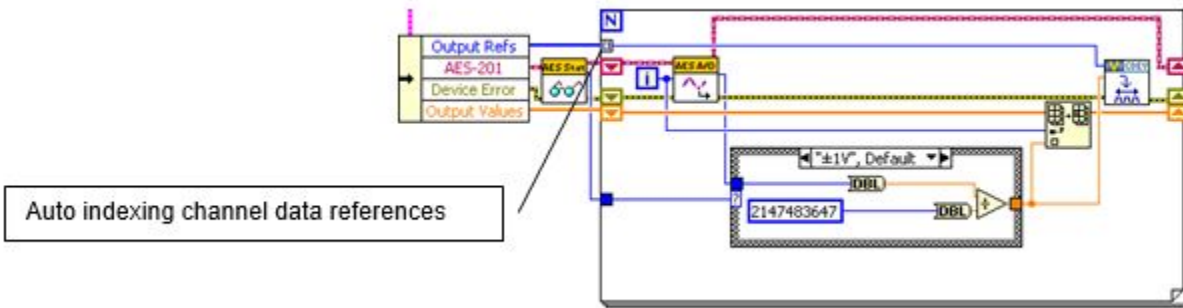 N
Output Refs
AES-201
Device Error
Output Values
AES Stat
AES A/D
i
"±1V", Default
DBL
2147483647
DBL
?
Auto indexing channel data references